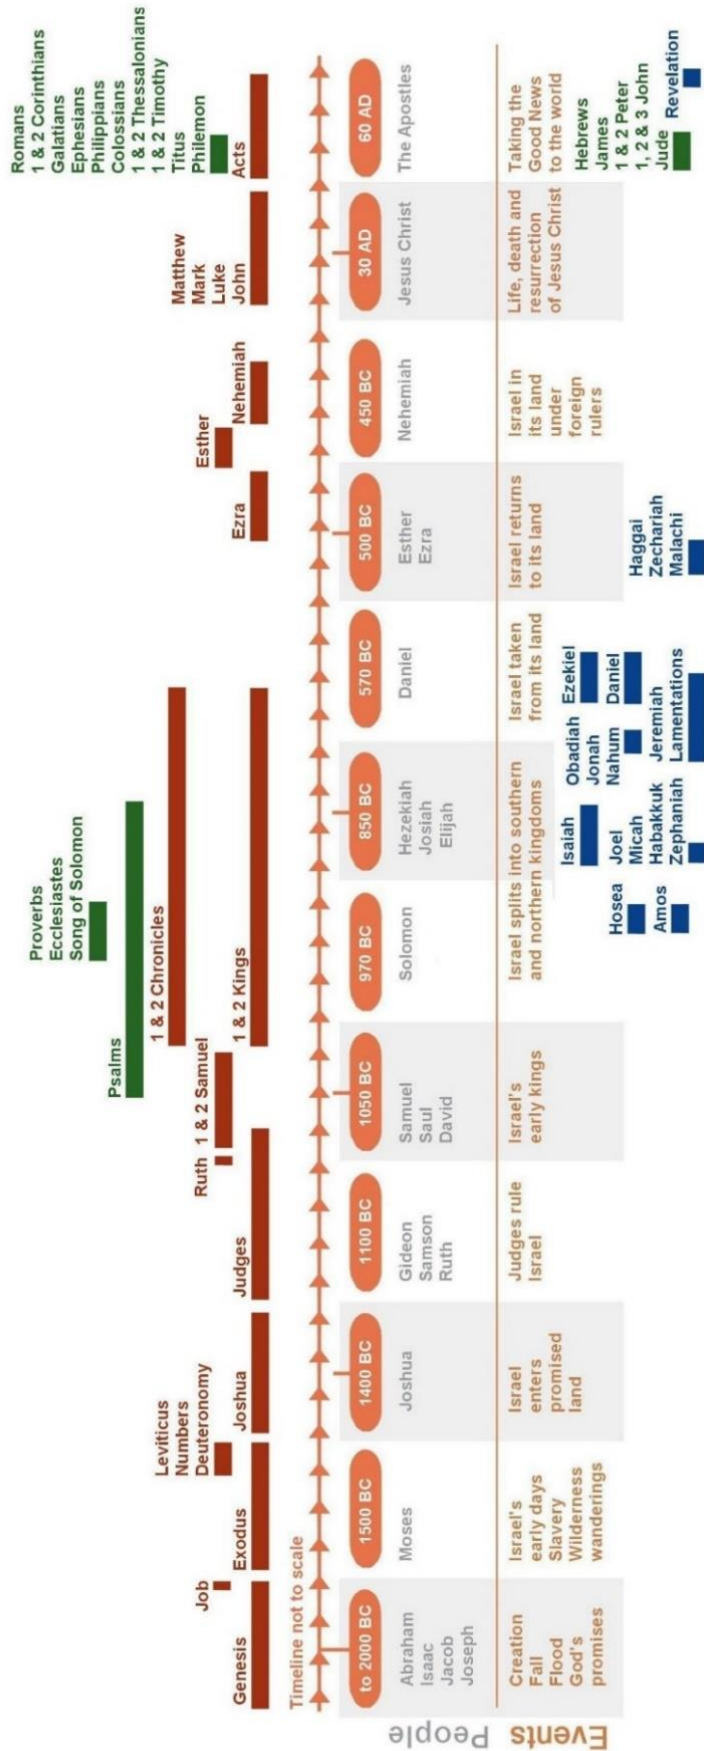 Proverbs
Ecclesiastes
Song of Solomon
Romans
1 & 2 Corinthians
Galatians
Ephesians
Philippians
Colossians
1 & 2 Thessalonians
1 & 2 Timothy
Titus
Philemon
Psalms
Leviticus
Numbers
Deuteronomy
1 & 2 Chronicles
Matthew
Mark
Luke
John
Job
Ruth
1 & 2 Samuel
Esther
Genesis
Exodus
Joshua
Judges
1 & 2 Kings
Ezra
Nehemiah
Acts
Timeline not to scale
to 2000 BC
1500 BC
1400 BC
1100 BC
1050 BC
970 BC
850 BC
570 BC
500 BC
450 BC
30 AD
60 AD
People
Abraham
Isaac
Jacob
Joseph
Moses
Joshua
Gideon
Samson
Ruth
Samuel
Saul
David
Solomon
Hezekiah
Josiah
Elijah
Daniel
Esther
Ezra
Nehemiah
Jesus Christ
The Apostles
Events
Creation
Fall
Flood
God's
promises
Israel's
early days
Slavery
Wilderness
wanderings
Israel
enters
promised
land
Judges rule
Israel
Israel's
early kings
Israel splits into southern
and northern kingdoms
Israel taken
from its land
Israel returns
to its land
Israel in
its land
under
foreign
rulers
Life, death and
resurrection
of Jesus Christ
Taking the
Good News
to the world
Hosea
Amos
Isaiah
Joel
Micah
Habakkuk
Zephaniah
Obadiah
Jonah
Nahum
Jeremiah
Lamentations
Ezekiel
Daniel
Haggai
Zechariah
Malachi
Hebrews
James
1 & 2 Peter
1, 2 & 3 John
Jude
Revelation